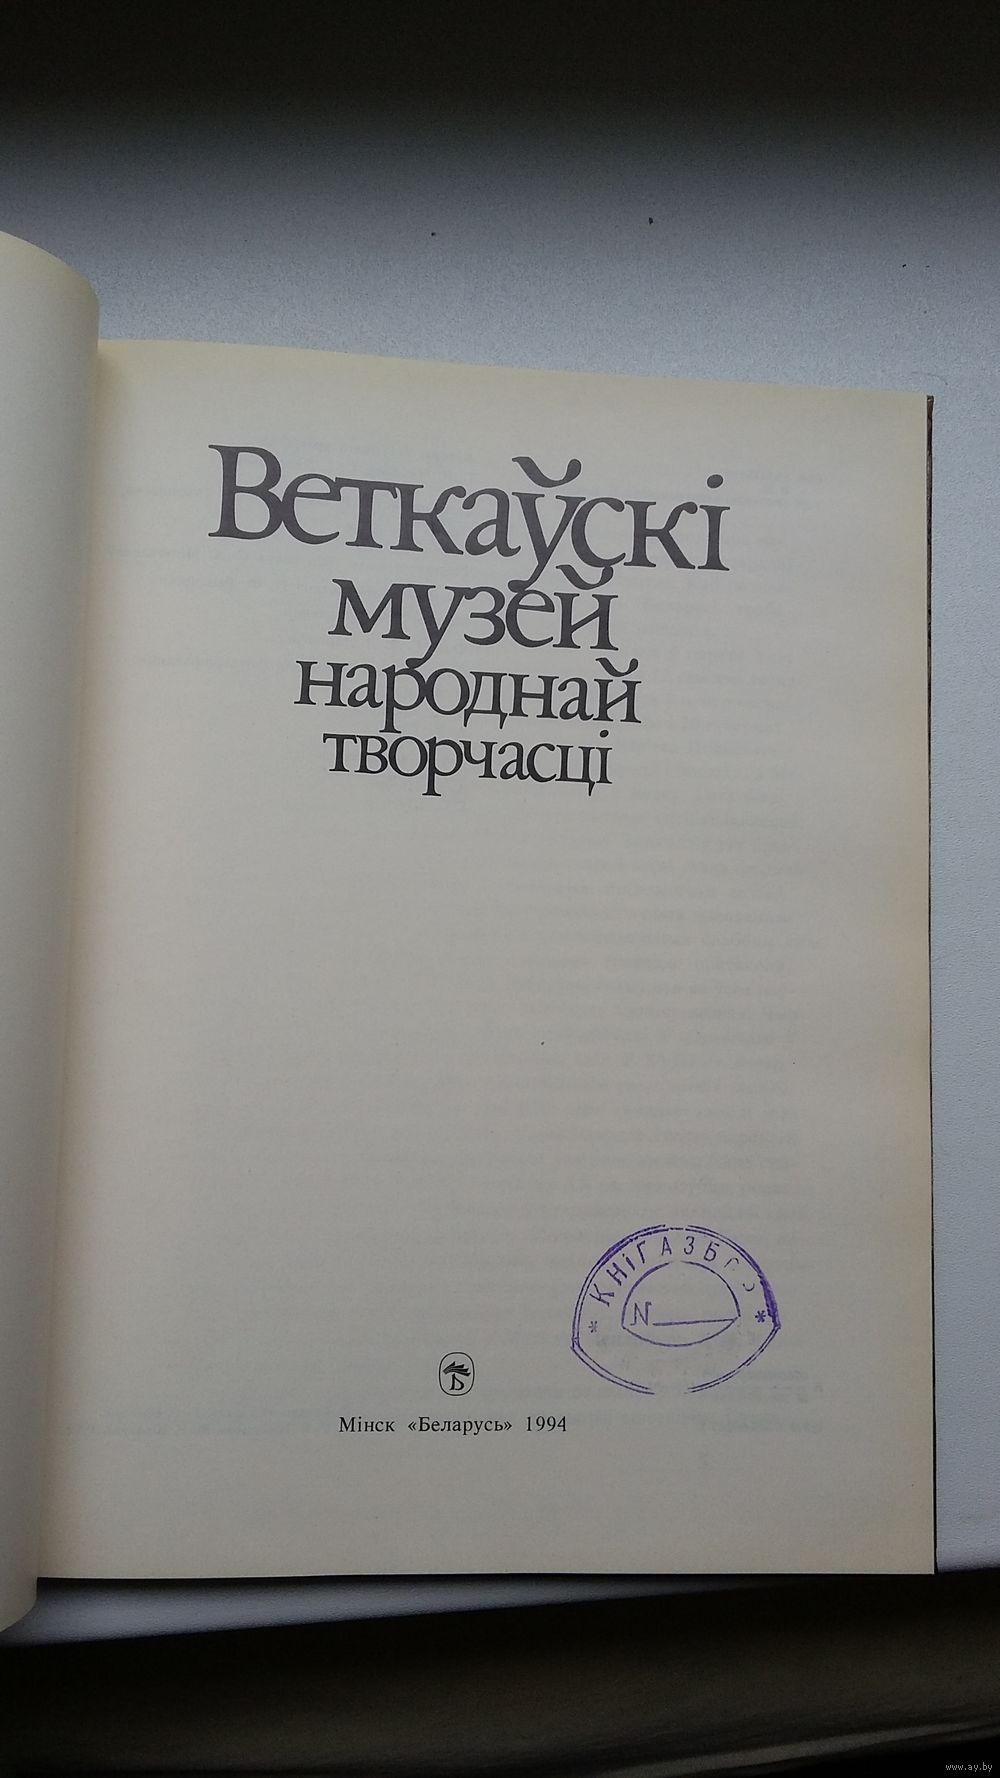 Веткаўскі
музей
народнай
творчасці
* КНІГАЗБОР *
N
Б
Мінск «Беларусь» 1994
www.ay.by